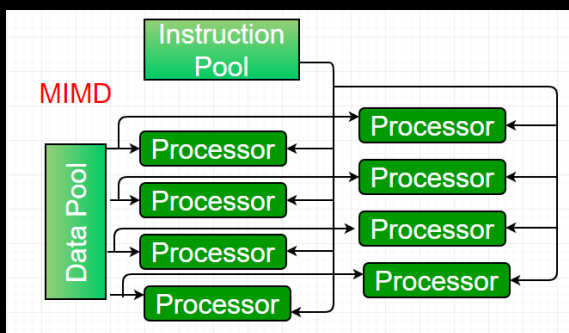 Instruction
Pool
MIMD
Processor
Processor
Processor
Processor
Data Pool
Processor
Processor
Processor
Processor